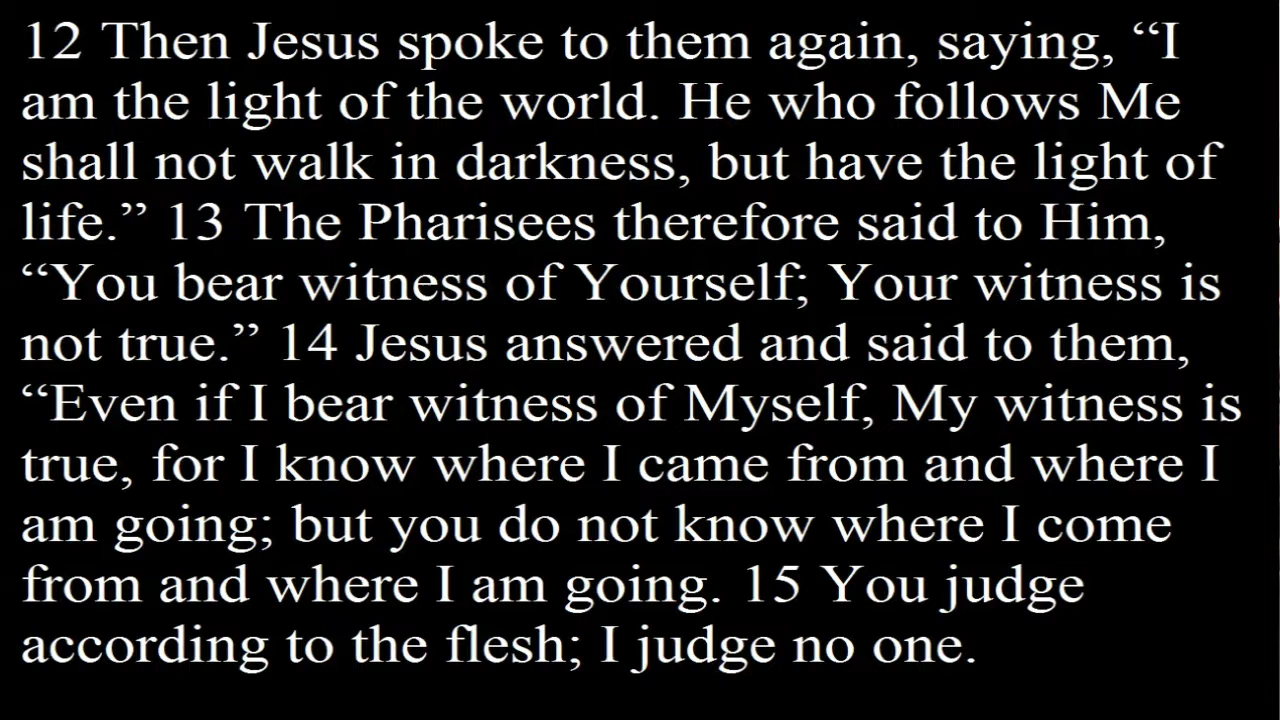 12 Then Jesus spoke to them again, saying, “I
am the light of the world. He who follows Me
shall not walk in darkness, but have the light of
life.” 13 The Pharisees therefore said to Him,
“You bear witness of Yourself; Your witness is
not true.” 14 Jesus answered and said to them,
“Even if I bear witness of Myself, My witness is
true, for I know where I came from and where I
am going; but you do not know where I come
from and where I am going. 15 You judge
according to the flesh; I judge no one.